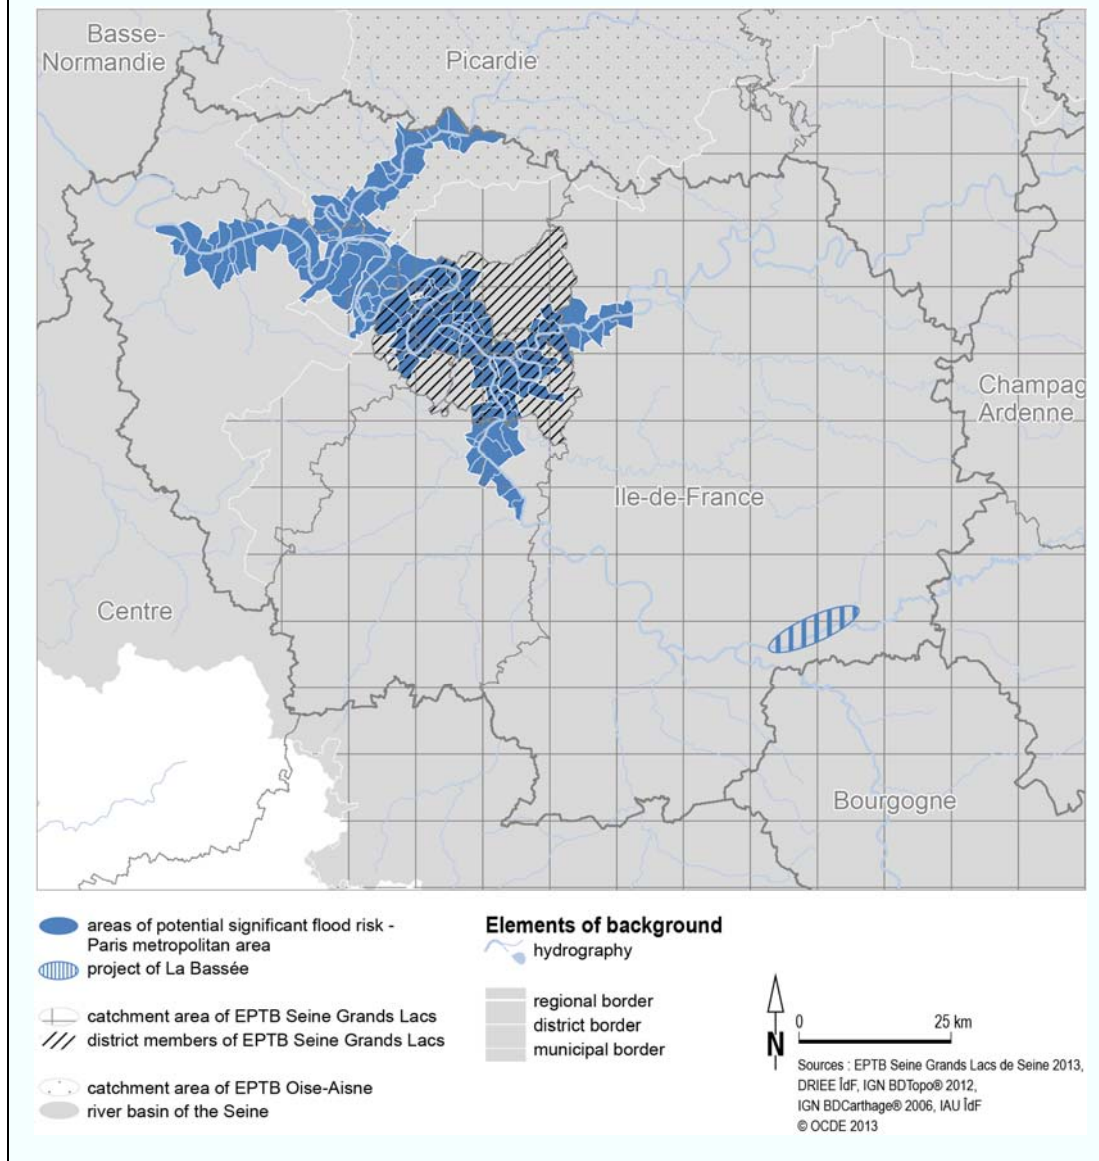 Basse-
Normandie
Picardie
Champag
Ardenne
Ile-de-France
Centre
Bourgogne
areas of potential significant flood risk -
Paris metropolitan area
project of La Bassée
catchment area of EPTB Seine Grands Lacs
district members of EPTB Seine Grands Lacs
catchment area of EPTB Oise-Aisne
river basin of the Seine
Elements of background
hydrography
regional border
district border
municipal border
N
0 25 km
Sources : EPTB Seine Grands Lacs de Seine 2013,
DRIEE ÎdF, IGN BDTopo® 2012,
IGN BDCarthage® 2006, IAU ÎdF
© OCDE 2013